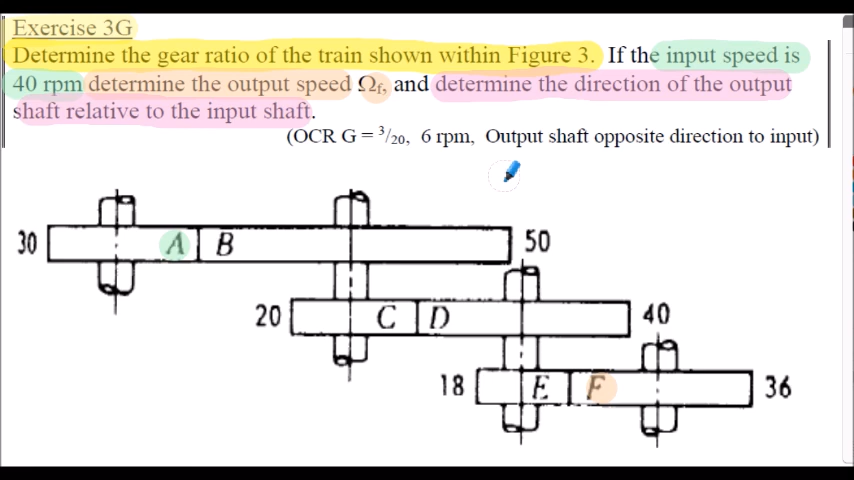 Exercise 3G
Determine the gear ratio of the train shown within Figure 3. If the input speed is
40 rpm determine the output speed Ωf, and determine the direction of the output
shaft relative to the input shaft.
(OCR G = 3/20, 6 rpm, Output shaft opposite direction to input)
30 A B 50
20 C D 40
18 E F 36